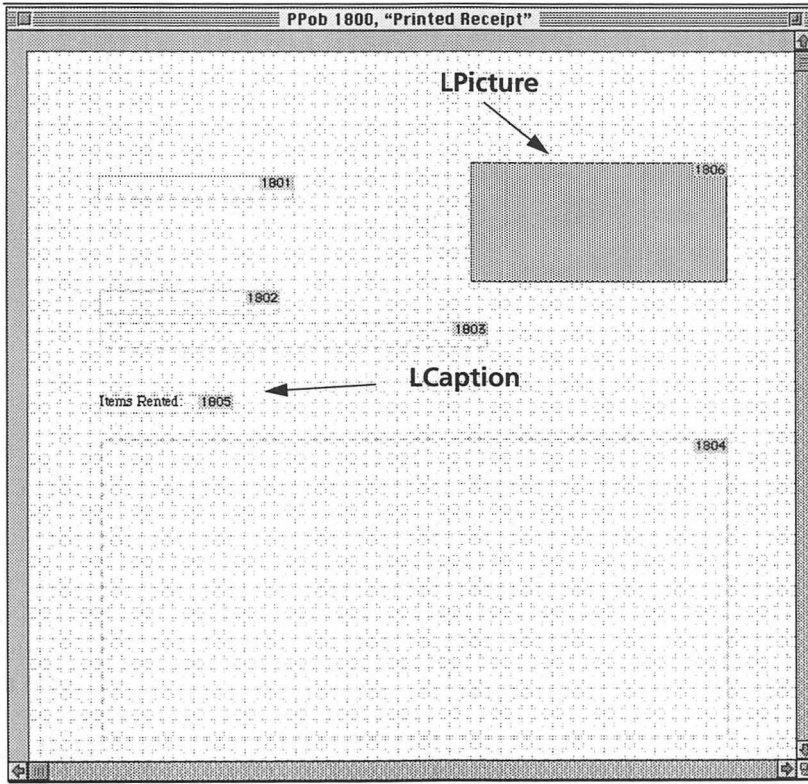 PPob 1800, “Printed Receipt”
LPicture
1806
1801
1802
1803
LCaption
Items Rented: 1805
1804